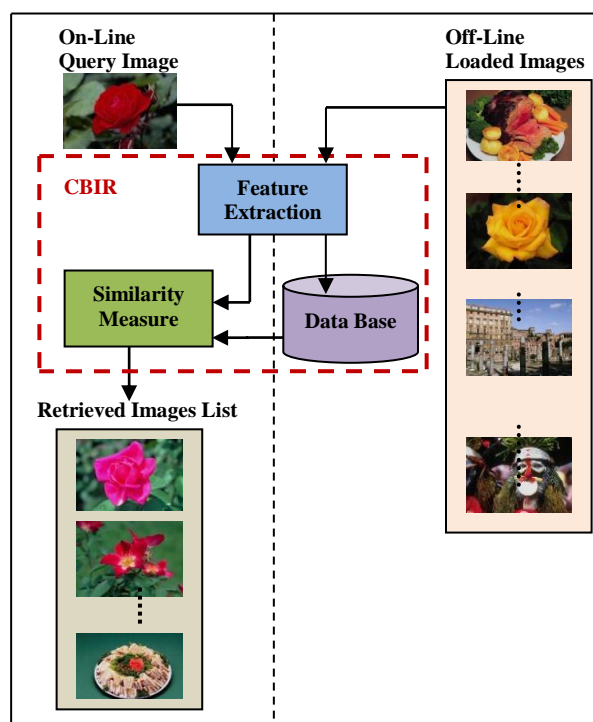 On-Line
Query Image
Off-Line
Loaded Images
CBIR
Feature
Extraction
Similarity
Measure
Data Base
Retrieved Images List